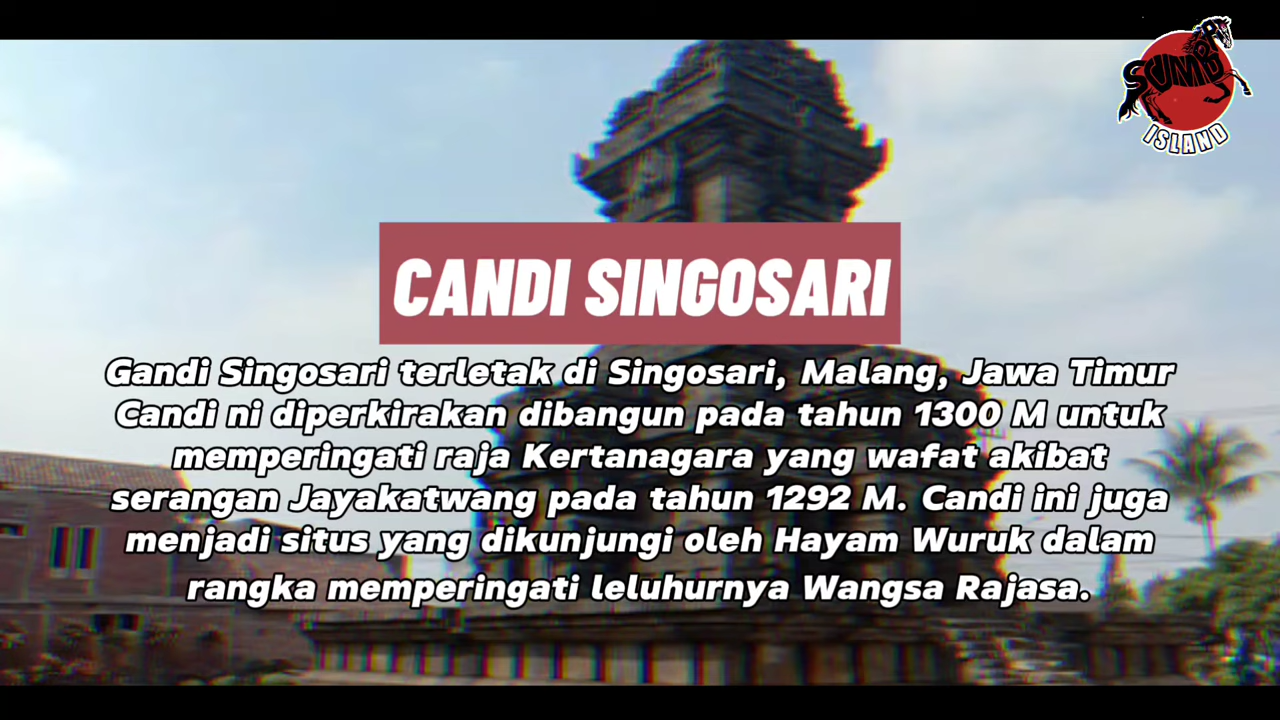 SUMBA
ISLAND
CANDI SINGOSARI
Gandi Singosari terletak di Singosari, Malang, Jawa Timur
Candi ni diperkirakan dibangun pada tahun 1300 M untuk
memperingati raja Kertanagara yang wafat akibat
serangan Jayakatwang pada tahun 1292 M. Candi ini juga
menjadi situs yang dikunjungi oleh Hayam Wuruk dalam
rangka memperingati leluhurnya Wangsa Rajasa.